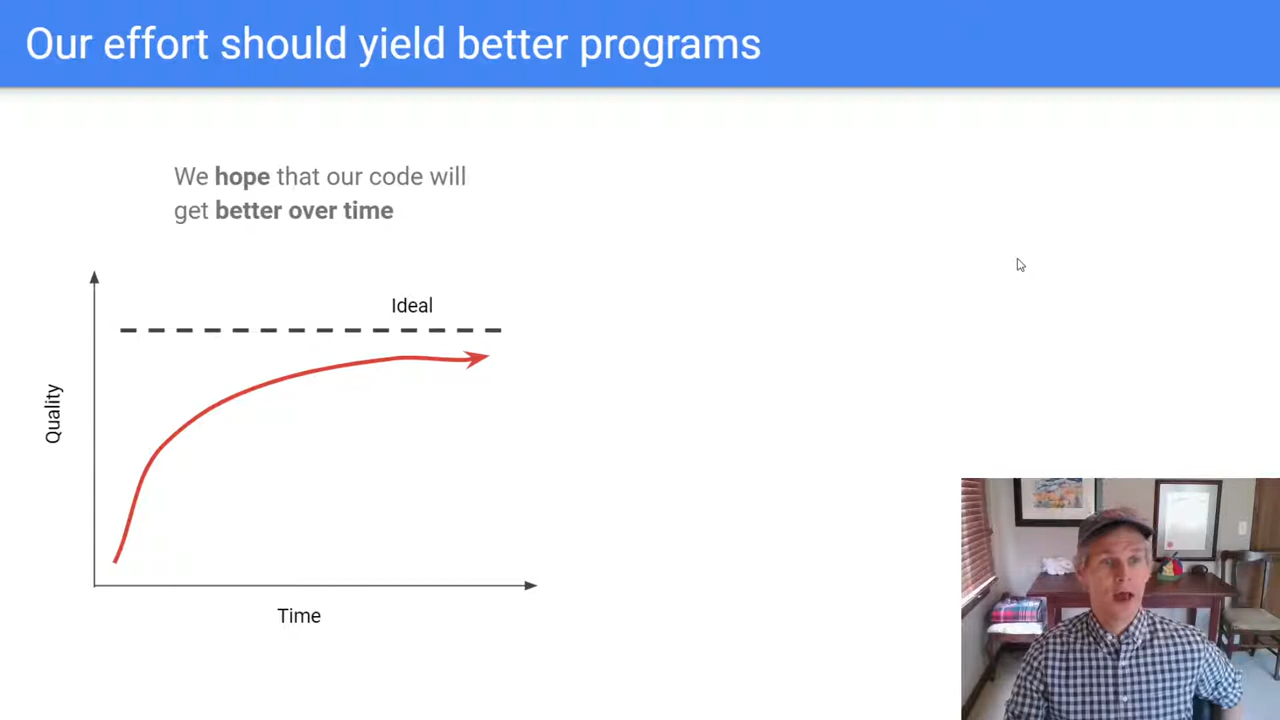 Our effort should yield better programs
We hope that our code will
get better over time
Ideal
Quality
Time